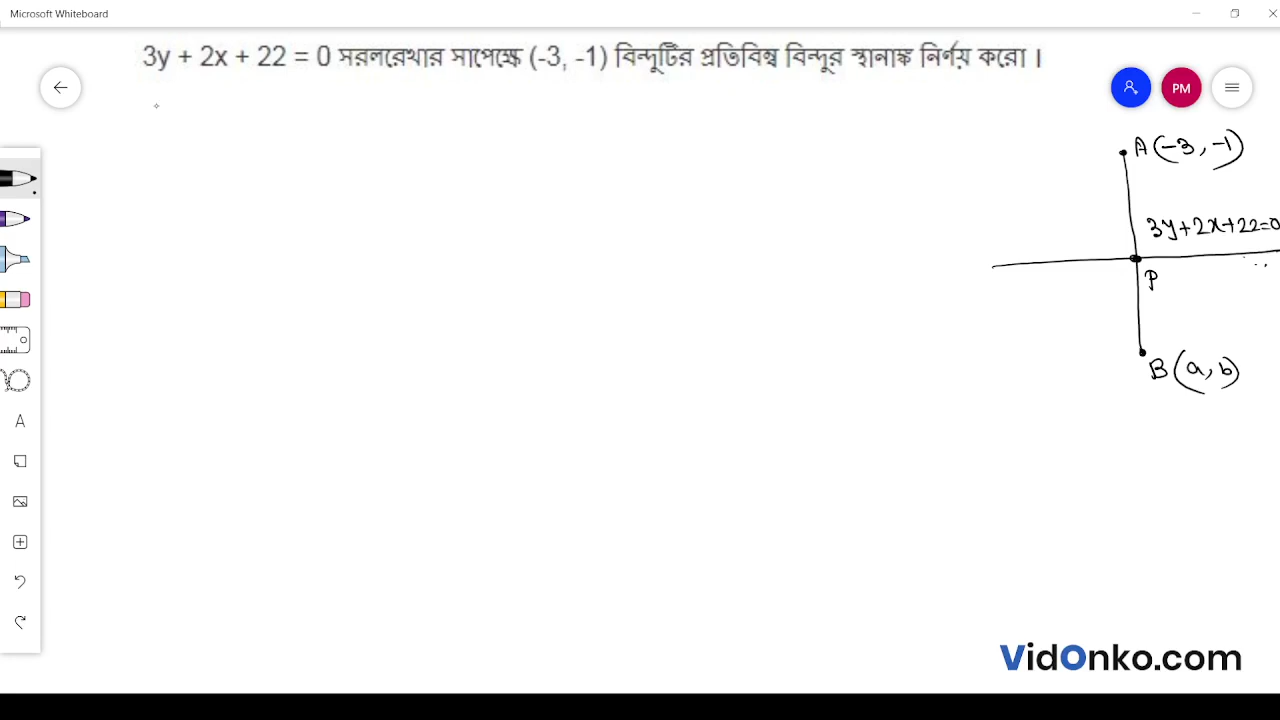 Microsoft Whiteboard
3y + 2x + 22 = 0 সরলরেখার সাপেক্ষে (-3, -1) বিন্দুটির প্রতিবিম্ব বিন্দুর স্থানাঙ্ক নির্ণয় করো ।
PM
A(-3, -1)
3y+2x+22=0
P
B(a, b)
A
VidOnko.com